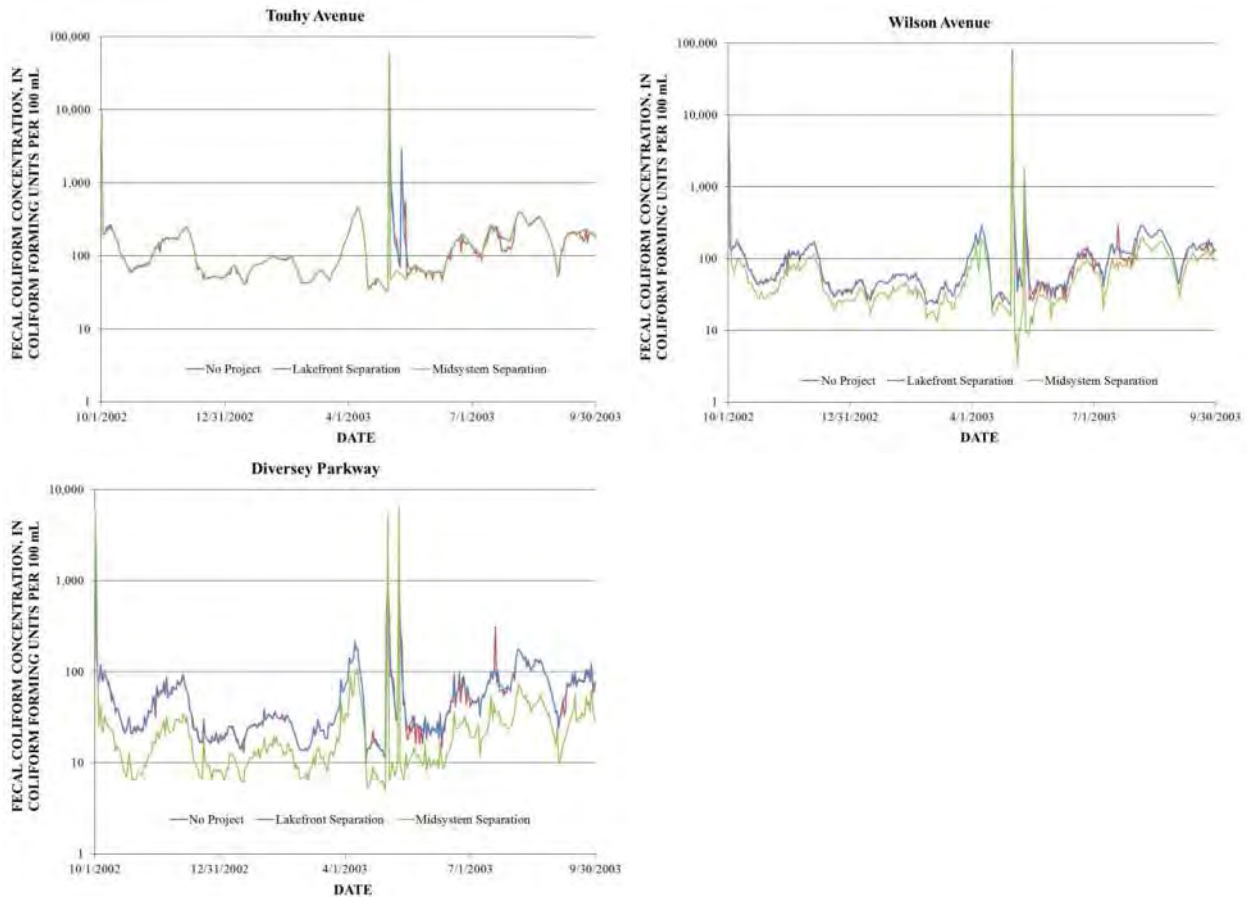 Touhy Avenue
FECAL COLIFORM CONCENTRATION, IN
COLIFORM FORMING UNITS PER 100 mL
100,000
10,000
1,000
100
10
1
No Project Lakefront Separation Midsystem Separation
10/1/2002 12/31/2002 4/1/2003 7/1/2003 9/30/2003
DATE
Wilson Avenue
FECAL COLIFORM CONCENTRATION, IN
COLIFORM FORMING UNITS PER 100 mL
100,000
10,000
1,000
100
10
1
No Project Lakefront Separation Midsystem Separation
10/1/2002 12/31/2002 4/1/2003 7/1/2003 9/30/2003
DATE
Diversey Parkway
FECAL COLIFORM CONCENTRATION, IN
COLIFORM FORMING UNITS PER 100 mL
10,000
1,000
100
10
1
No Project Lakefront Separation Midsystem Separation
10/1/2002 12/31/2002 4/1/2003 7/1/2003 9/30/2003
DATE